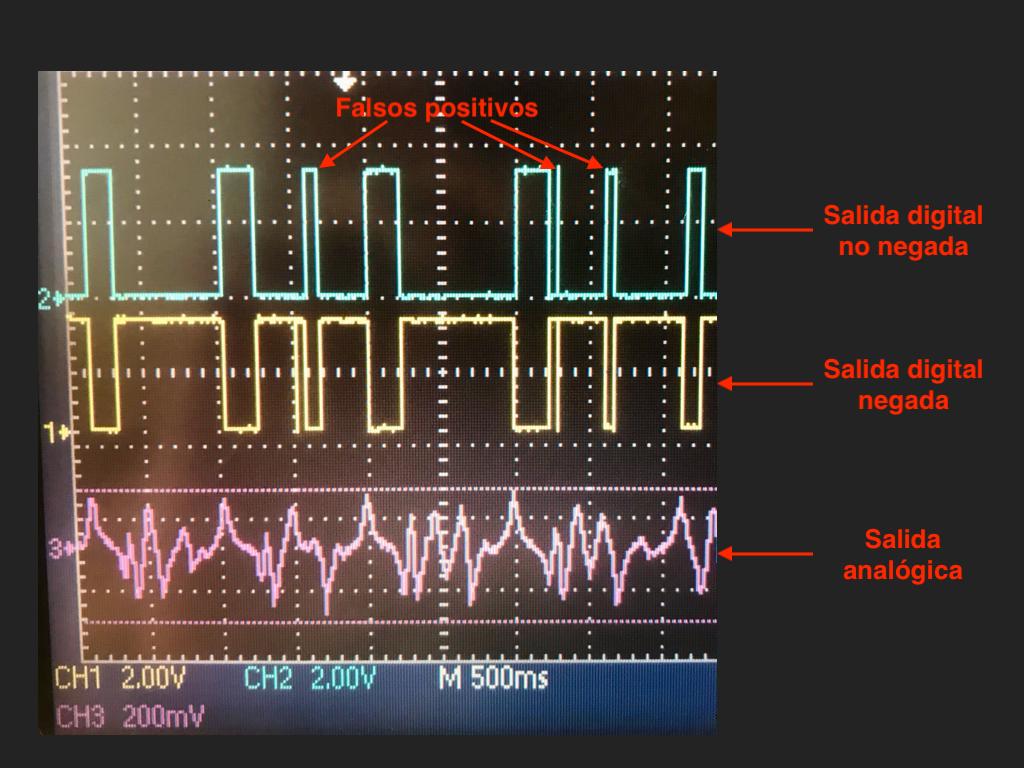 Falsos positivos
Salida digital
no negada
2
Salida digital
negada
1
Salida
analógica
3
CH1 2.00V CH2 2.00V M 500ms
CH3 200mV